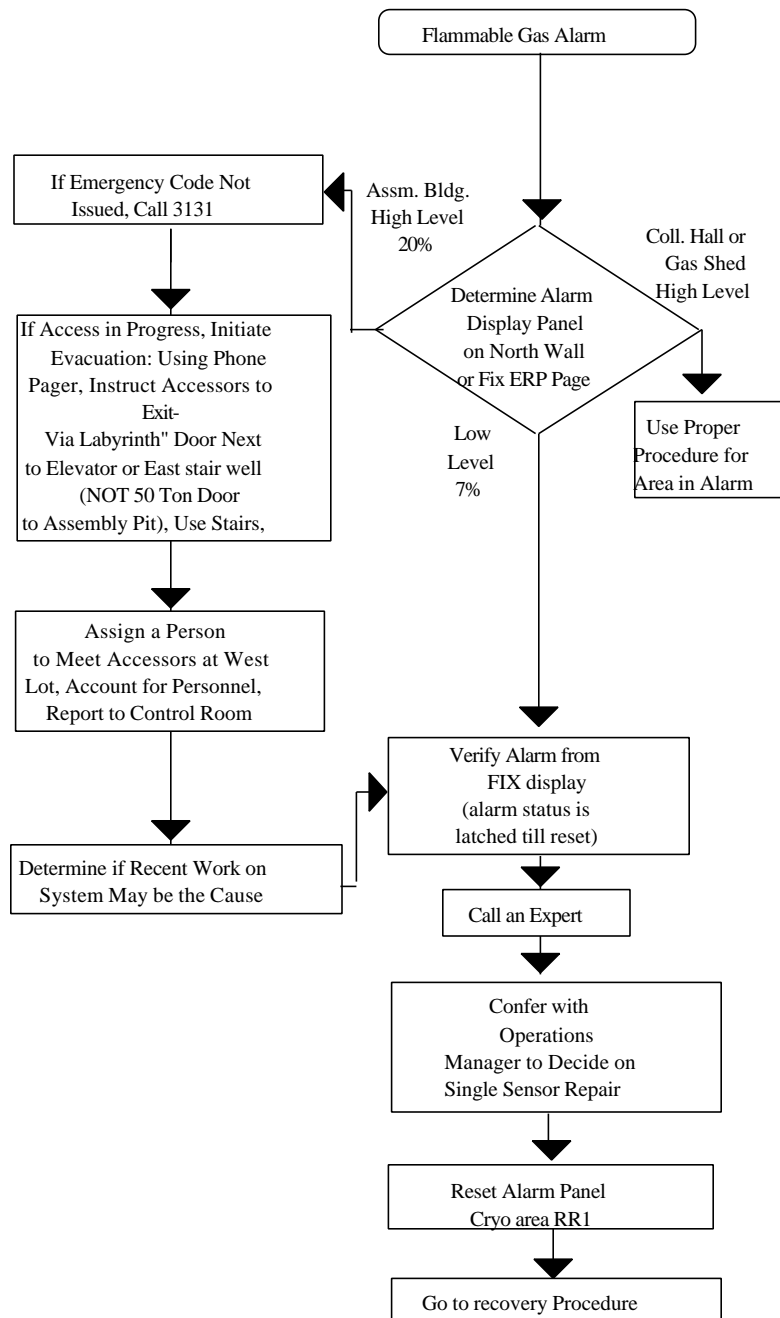 Flammable Gas Alarm
If Emergency Code Not
Issued, Call 3131
Assm. Bldg.
High Level
20%
Coll. Hall or
Gas Shed
High Level
Determine Alarm
Display Panel
on North Wall
or Fix ERP Page
If Access in Progress, Initiate
Evacuation: Using Phone
Pager, Instruct Accessors to
Exit-
Via Labyrinth" Door Next
to Elevator or East stair well
(NOT 50 Ton Door
to Assembly Pit), Use Stairs,
Low
Level
7%
Use Proper
Procedure for
Area in Alarm
Assign a Person
to Meet Accessors at West
Lot, Account for Personnel,
Report to Control Room
Determine if Recent Work on
System May be the Cause
Verify Alarm from
FIX display
(alarm status is
latched till reset)
Call an Expert
Confer with
Operations
Manager to Decide on
Single Sensor Repair
Reset Alarm Panel
Cryo area RR1
Go to recovery Procedure